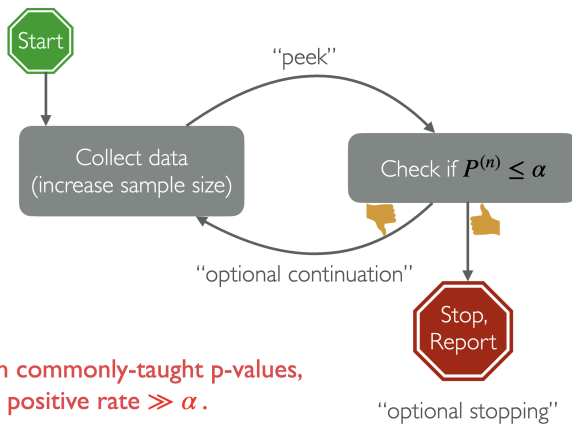 Start
“peek”
Collect data
(increase sample size)
Check if P⁽ⁿ⁾ ≤ α
“optional continuation”
Stop,
Report
commonly-taught p-values,
positive rate ≫ α .
“optional stopping”